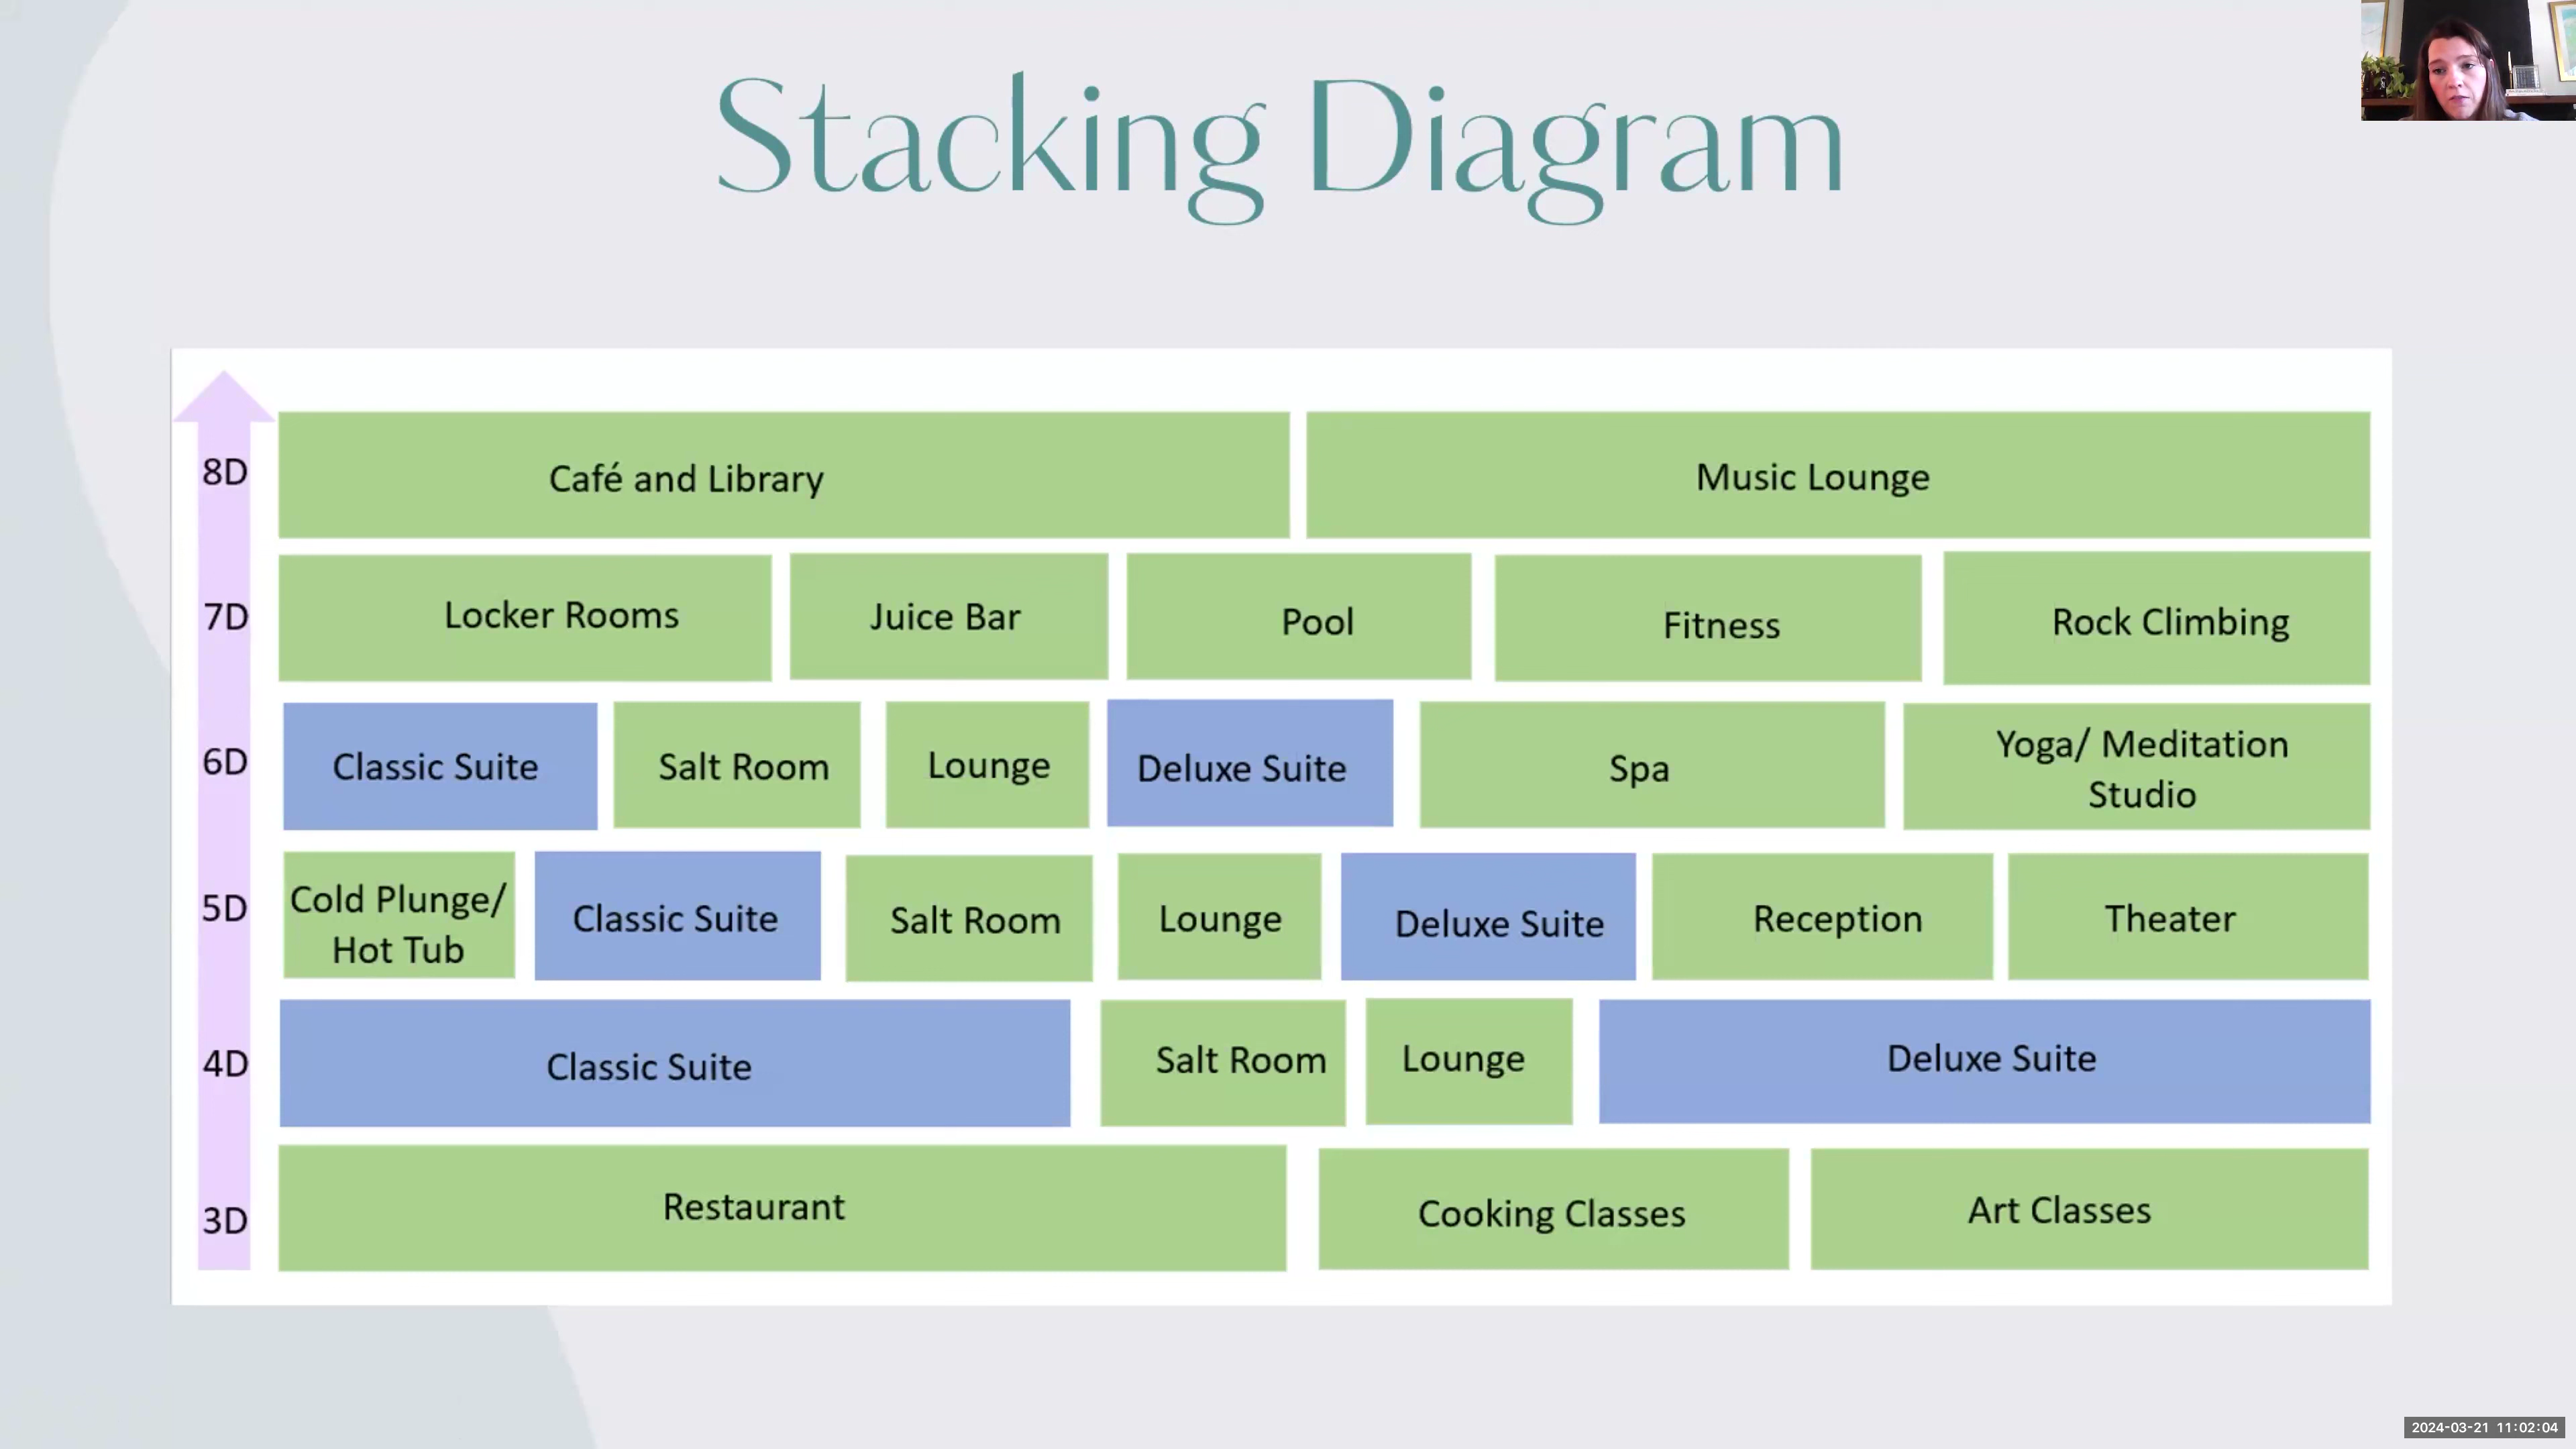 Stacking Diagram
8D
Café and Library
Music Lounge
7D
Locker Rooms
Juice Bar
Pool
Fitness
Rock Climbing
6D
Classic Suite
Salt Room
Lounge
Deluxe Suite
Spa
Yoga/ Meditation
Studio
5D
Cold Plunge/
Hot Tub
Classic Suite
Salt Room
Lounge
Deluxe Suite
Reception
Theater
4D
Classic Suite
Salt Room
Lounge
Deluxe Suite
3D
Restaurant
Cooking Classes
Art Classes
2024-03-21 11:02:04